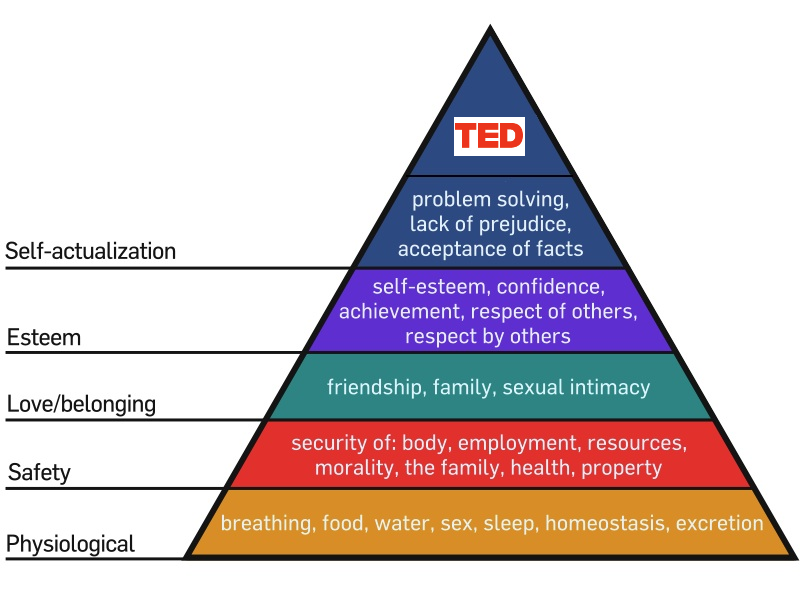 TED
problem solving,
lack of prejudice,
acceptance of facts
Self-actualization
self-esteem, confidence,
achievement, respect of others,
respect by others
Esteem
friendship, family, sexual intimacy
Love/belonging
security of: body, employment, resources,
morality, the family, health, property
Safety
breathing, food, water, sex, sleep, homeostasis, excretion
Physiological